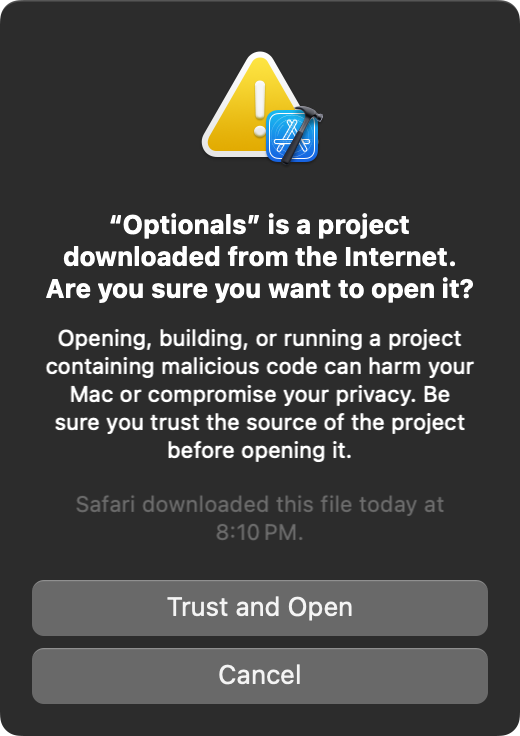 “Optionals” is a project
downloaded from the Internet.
Are you sure you want to open it?
Opening, building, or running a project
containing malicious code can harm your
Mac or compromise your privacy. Be
sure you trust the source of the project
before opening it.
Safari downloaded this file today at
8:10 PM.
Trust and Open
Cancel